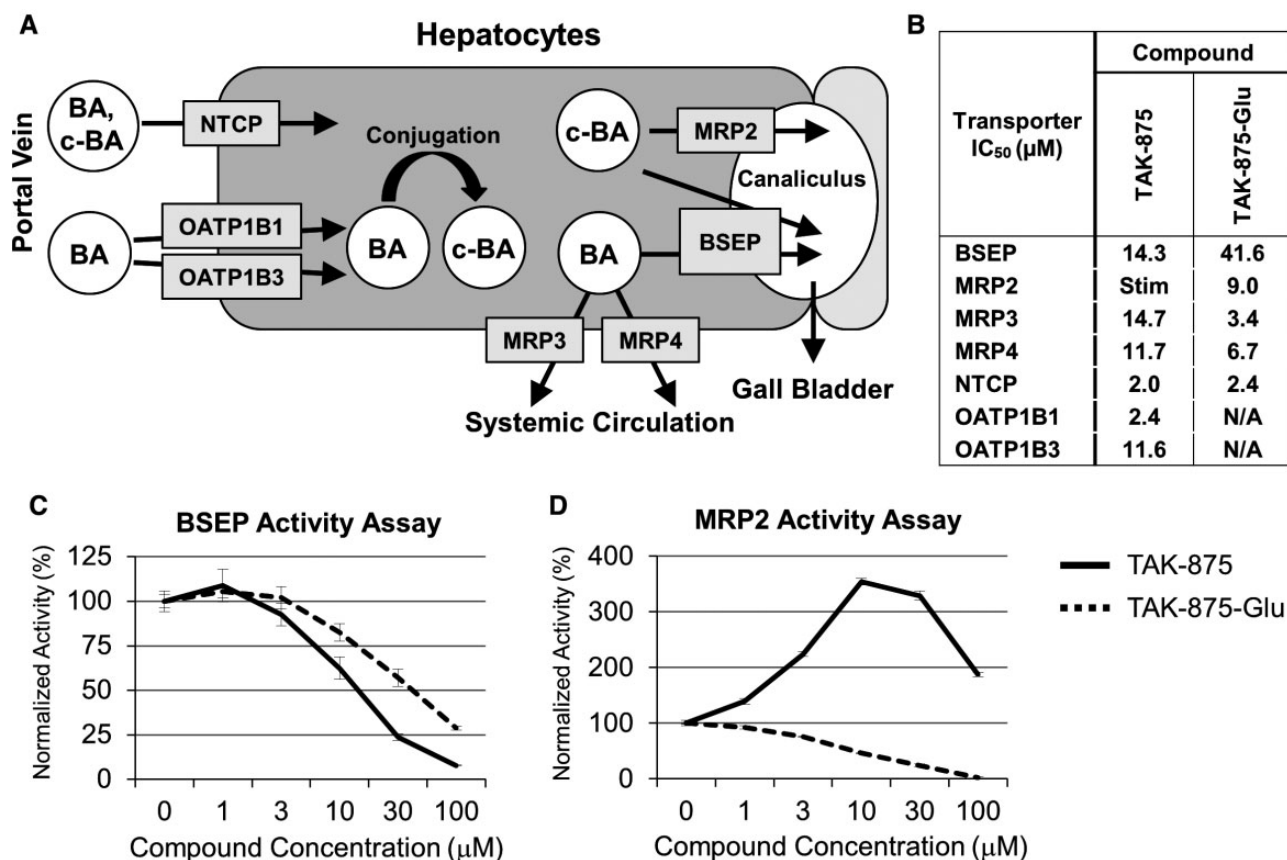 A
Hepatocytes
Portal Vein
BA,
c-BA
NTCP
Conjugation
c-BA
MRP2
Canaliculus
BA
OATP1B1
OATP1B3
BA
c-BA
BA
BSEP
MRP3
MRP4
Gall Bladder
Systemic Circulation
B
Compound
Transporter
IC50 (µM)
TAK-875
TAK-875-Glu
BSEP 14.3 41.6
MRP2 Stim 9.0
MRP3 14.7 3.4
MRP4 11.7 6.7
NTCP 2.0 2.4
OATP1B1 2.4 N/A
OATP1B3 11.6 N/A
C
BSEP Activity Assay
Normalized Activity (%)
125
100
75
50
25
0
0 1 3 10 30 100
Compound Concentration (µM)
D
MRP2 Activity Assay
Normalized Activity (%)
400
300
200
100
0
0 1 3 10 30 100
Compound Concentration (µM)
TAK-875
TAK-875-Glu